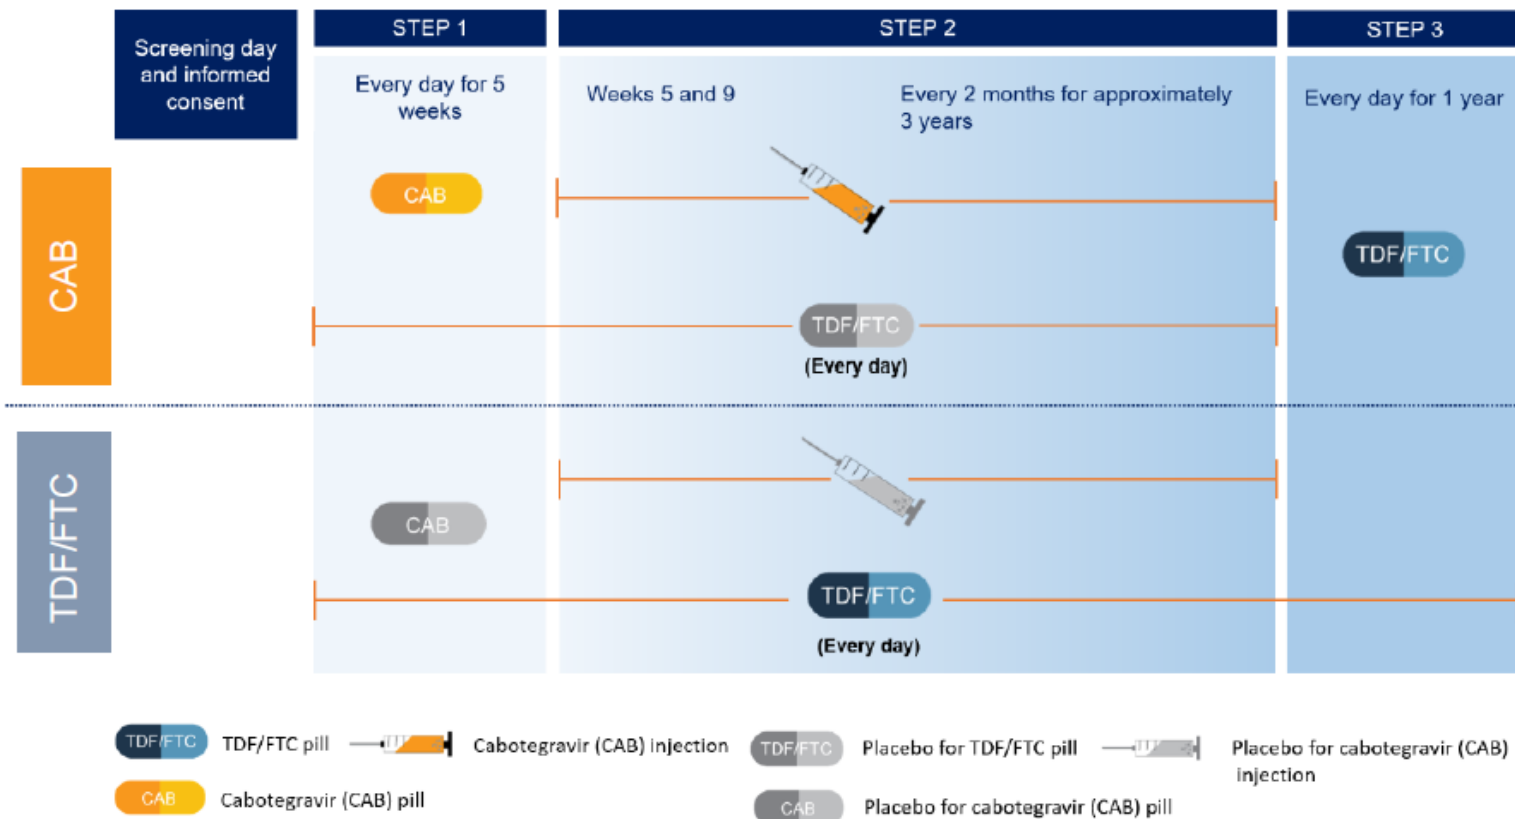 Screening day
and informed
consent
STEP 1
STEP 2
STEP 3
Every day for 5
weeks
Weeks 5 and 9
Every 2 months for approximately
3 years
Every day for 1 year
CAB
CAB
TDF/FTC
TDF/FTC
(Every day)
TDF/FTC
CAB
TDF/FTC
(Every day)
TDF/FTC
TDF/FTC pill
Cabotegravir (CAB) injection
TDF/FTC
Placebo for TDF/FTC pill
Placebo for cabotegravir (CAB)
injection
CAB
Cabotegravir (CAB) pill
CAB
Placebo for cabotegravir (CAB) pill